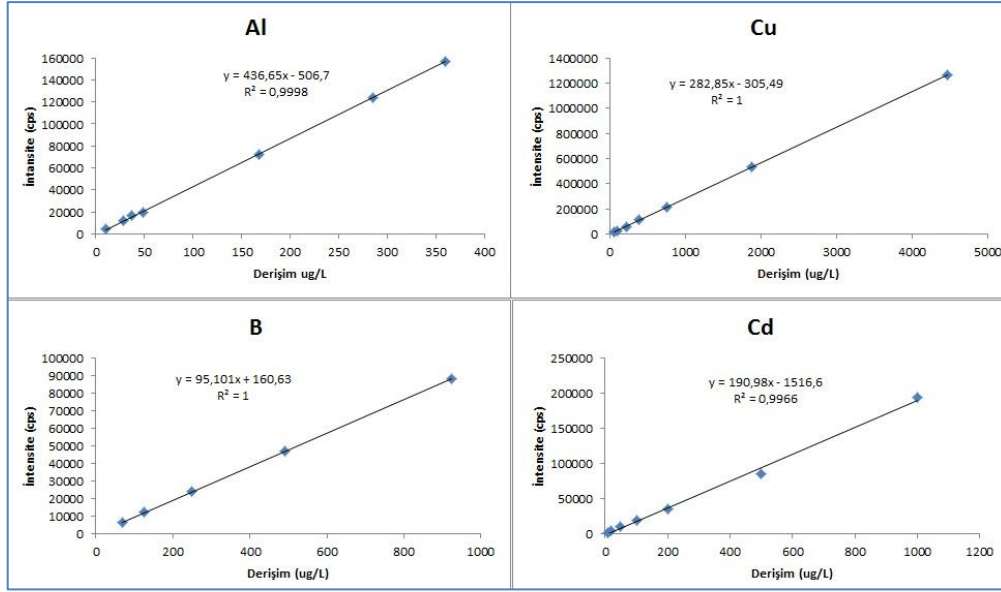 Al
y = 436,65x - 506,7
R² = 0,9998
İntansite (cps)
160000
140000
120000
100000
80000
60000
40000
20000
0
0 50 100 150 200 250 300 350 400
Derişim ug/L
Cu
y = 282,85x - 305,49
R² = 1
İntensite (cps)
1400000
1200000
1000000
800000
600000
400000
200000
0
0 1000 2000 3000 4000 5000
Derişim (ug/L)
B
y = 95,101x + 160,63
R² = 1
İntensite (cps)
100000
90000
80000
70000
60000
50000
40000
30000
20000
10000
0
0 200 400 600 800 1000
Derişim (ug/L)
Cd
y = 190,98x - 1516,6
R² = 0,9966
İntensite (cps)
250000
200000
150000
100000
50000
0
0 200 400 600 800 1000 1200
Derişim (ug/L)